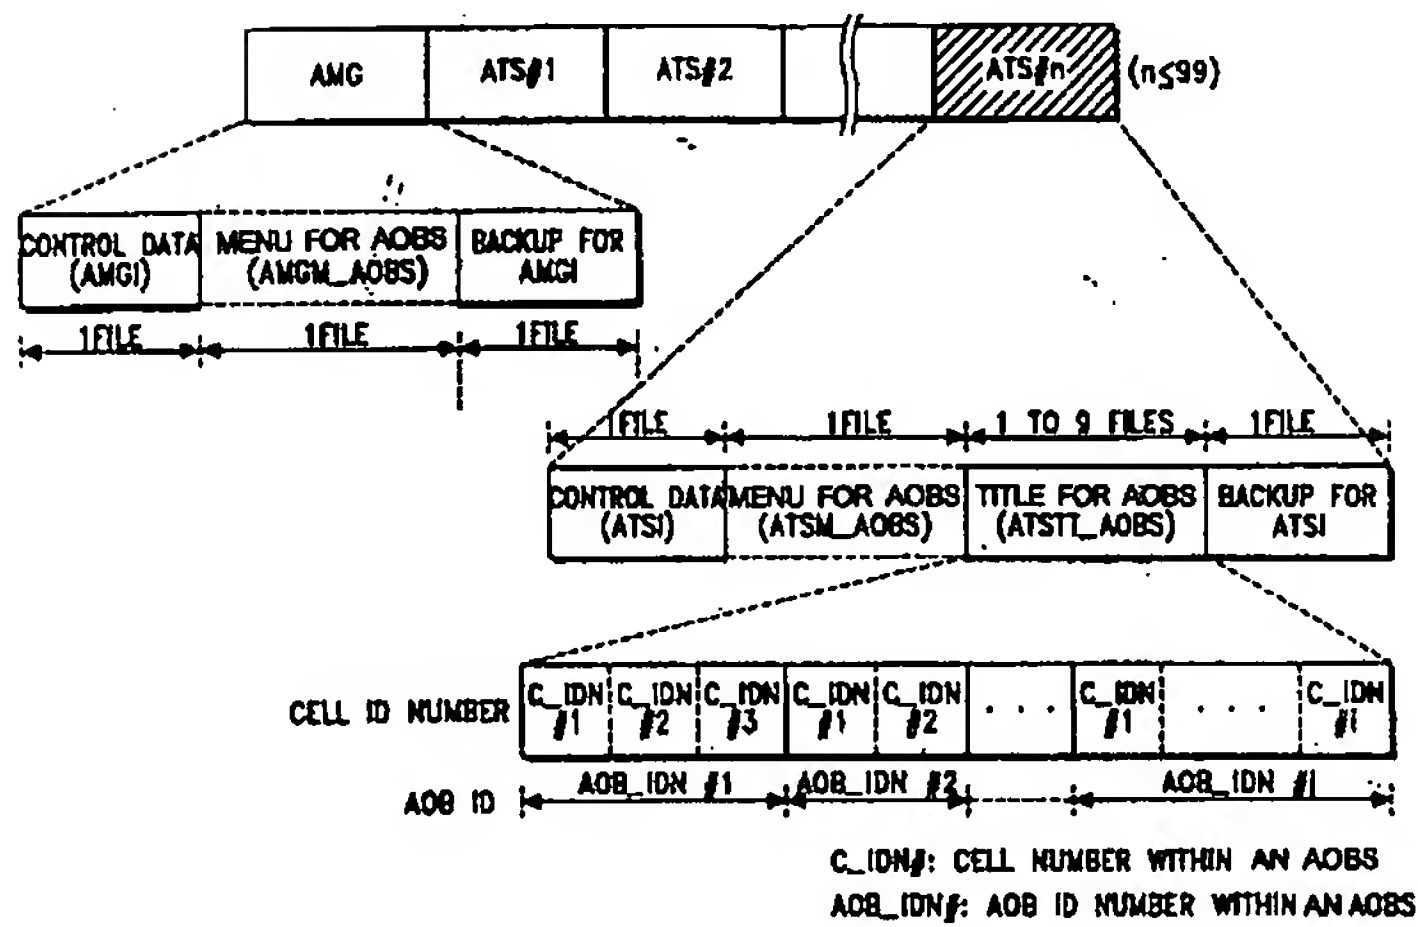 AMG ATS#1 ATS#2 ATS#n (n≤99)
CONTROL DATA (AMGI)
MENU FOR AOBS (AMGM_AOBS)
BACKUP FOR AMGI
1FILE 1FILE 1FILE
1FILE 1FILE 1 TO 9 FILES 1FILE
CONTROL DATA (ATSI)
MENU FOR AOBS (ATSM_AOBS)
TITLE FOR AOBS (ATSTT_AOBS)
BACKUP FOR ATSI
CELL ID NUMBER
C_IDN #1 C_IDN #2 C_IDN #3 C_IDN #1 C_IDN #2 . . . C_IDN #1 . . . C_IDN #i
AOB ID AOB_IDN #1 AOB_IDN #2 AOB_IDN #j
C_IDN#: CELL NUMBER WITHIN AN AOBS
AOB_IDN#: AOB ID NUMBER WITHIN AN AOBS